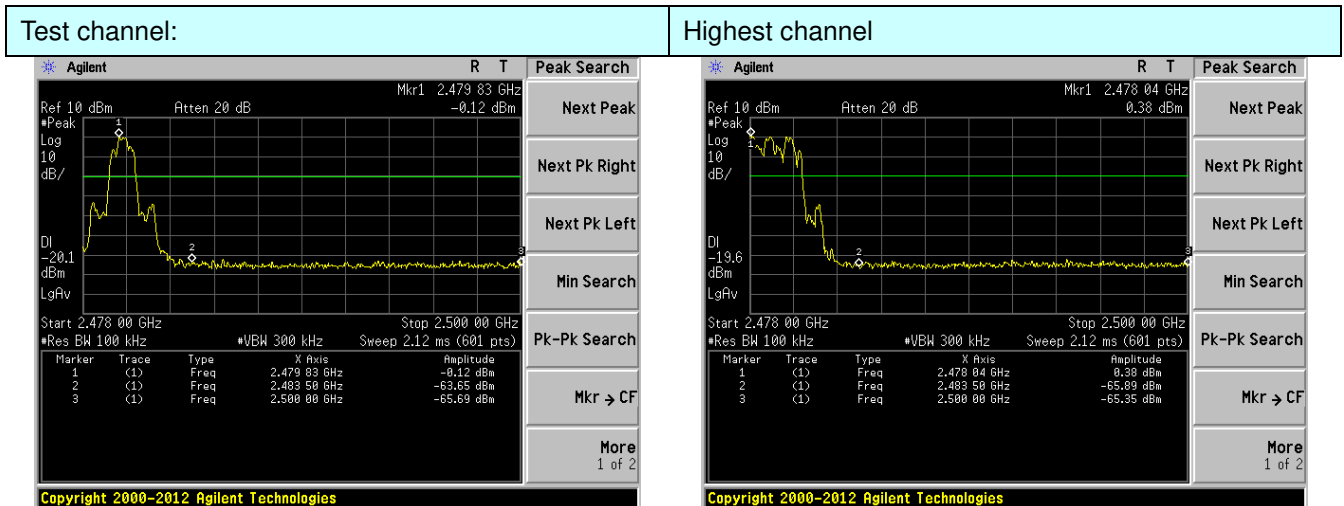 Test channel: Highest channel
Agilent R T Peak Search
Mkr1 2.479 83 GHz
Ref 10 dBm Atten 20 dB -0.12 dBm
#Peak
Log
10
dB/
1
2
3
DI
-20.1
dBm
LgAv
Start 2.478 00 GHz Stop 2.500 00 GHz
#Res BW 100 kHz #VBW 300 kHz Sweep 2.12 ms (601 pts)
Marker Trace Type X Axis Amplitude
1 (1) Freq 2.479 83 GHz -0.12 dBm
2 (1) Freq 2.483 50 GHz -63.65 dBm
3 (1) Freq 2.500 00 GHz -65.69 dBm
Next Peak
Next Pk Right
Next Pk Left
Min Search
Pk-Pk Search
Mkr → CF
More
1 of 2
Copyright 2000-2012 Agilent Technologies
Agilent R T Peak Search
Mkr1 2.478 04 GHz
Ref 10 dBm Atten 20 dB 0.38 dBm
#Peak
Log
10
dB/
1
2
3
DI
-19.6
dBm
LgAv
Start 2.478 00 GHz Stop 2.500 00 GHz
#Res BW 100 kHz #VBW 300 kHz Sweep 2.12 ms (601 pts)
Marker Trace Type X Axis Amplitude
1 (1) Freq 2.478 04 GHz 0.38 dBm
2 (1) Freq 2.483 50 GHz -65.89 dBm
3 (1) Freq 2.500 00 GHz -65.35 dBm
Next Peak
Next Pk Right
Next Pk Left
Min Search
Pk-Pk Search
Mkr → CF
More
1 of 2
Copyright 2000-2012 Agilent Technologies